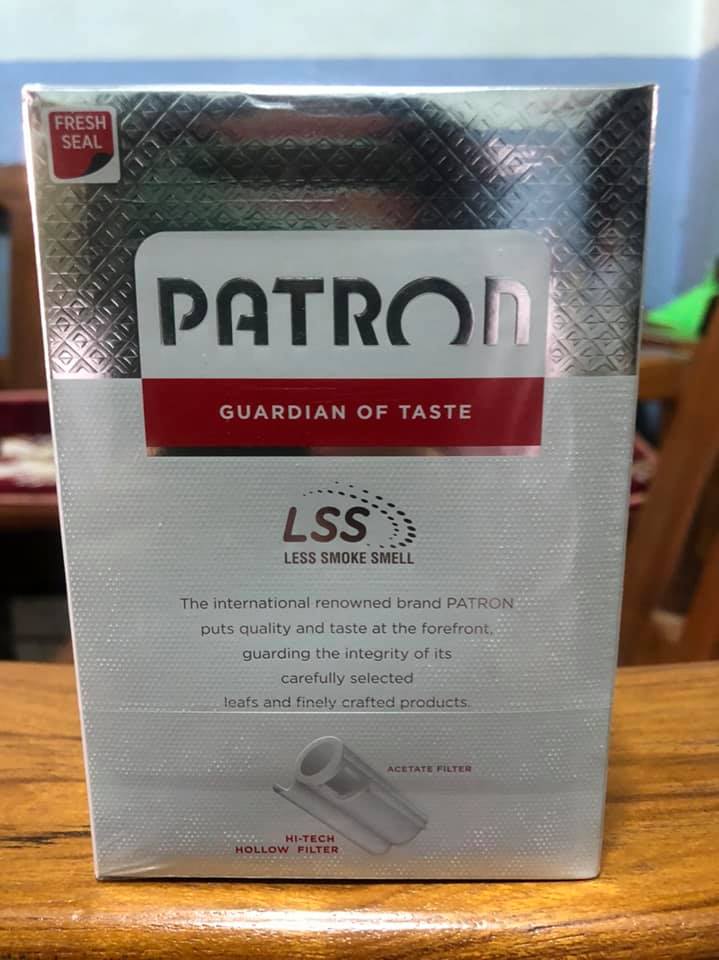 FRESH
SEAL
PATRON
GUARDIAN OF TASTE
LSS
LESS SMOKE SMELL
The international renowned brand PATRON
puts quality and taste at the forefront,
guarding the integrity of its
carefully selected
leafs and finely crafted products.
ACETATE FILTER
HI-TECH
HOLLOW FILTER